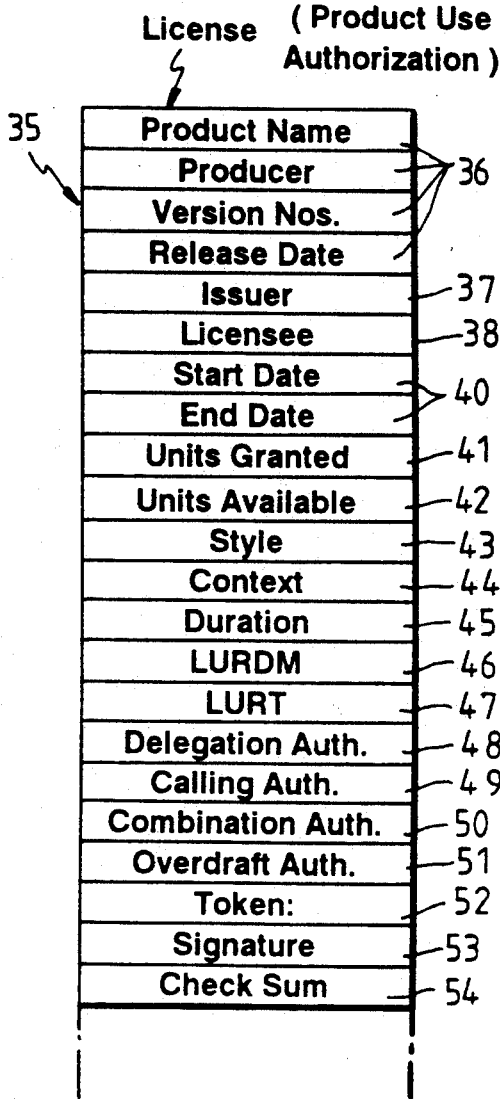 License
( Product Use
Authorization )
35
Product Name
Producer
36
Version Nos.
Release Date
Issuer
37
Licensee
38
Start Date
40
End Date
Units Granted
41
Units Available
42
Style
43
Context
44
Duration
45
LURDM
46
LURT
47
Delegation Auth.
48
Calling Auth.
49
Combination Auth.
50
Overdraft Auth.
51
Token:
52
Signature
53
Check Sum
54